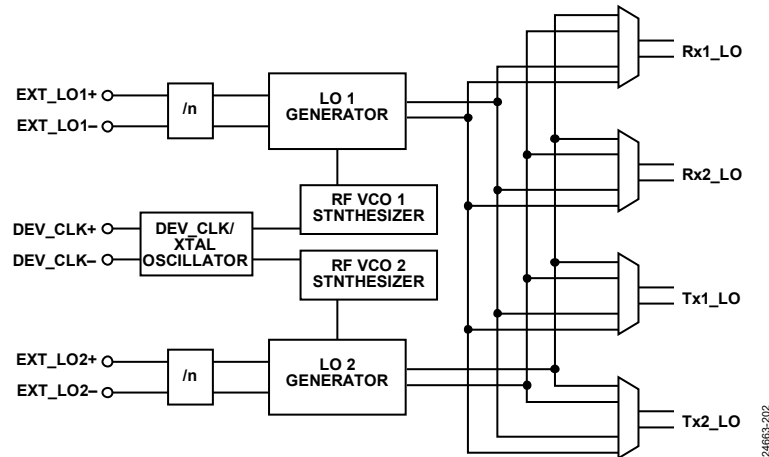 EXT_LO1+
EXT_LO1–
/n
LO 1
GENERATOR
Rx1_LO
Rx2_LO
RF VCO 1
STNTHESIZER
DEV_CLK+
DEV_CLK–
DEV_CLK/
XTAL
OSCILLATOR
RF VCO 2
STNTHESIZER
Tx1_LO
EXT_LO2+
EXT_LO2–
/n
LO 2
GENERATOR
Tx2_LO
24663-202